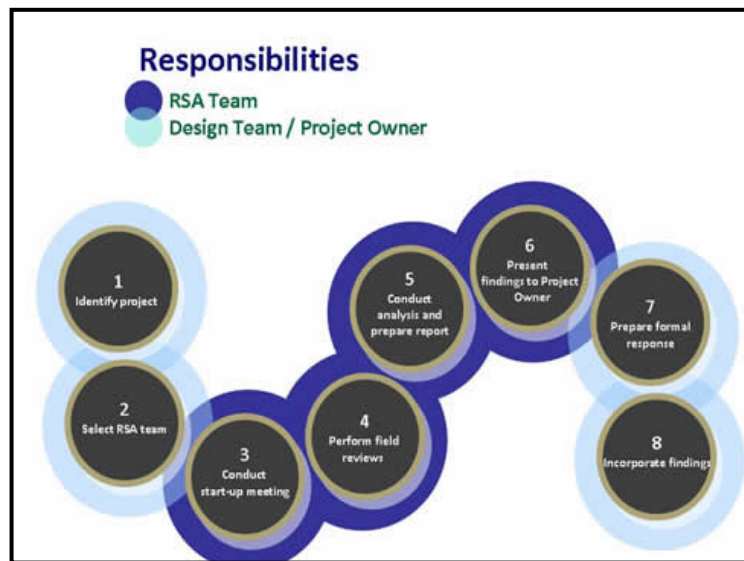 Responsibilities
RSA Team
Design Team / Project Owner
1
Identify project
2
Select RSA team
3
Conduct
start-up meeting
4
Perform field
reviews
5
Conduct
analysis and
prepare report
6
Present
findings to Project
Owner
7
Prepare formal
response
8
Incorporate findings